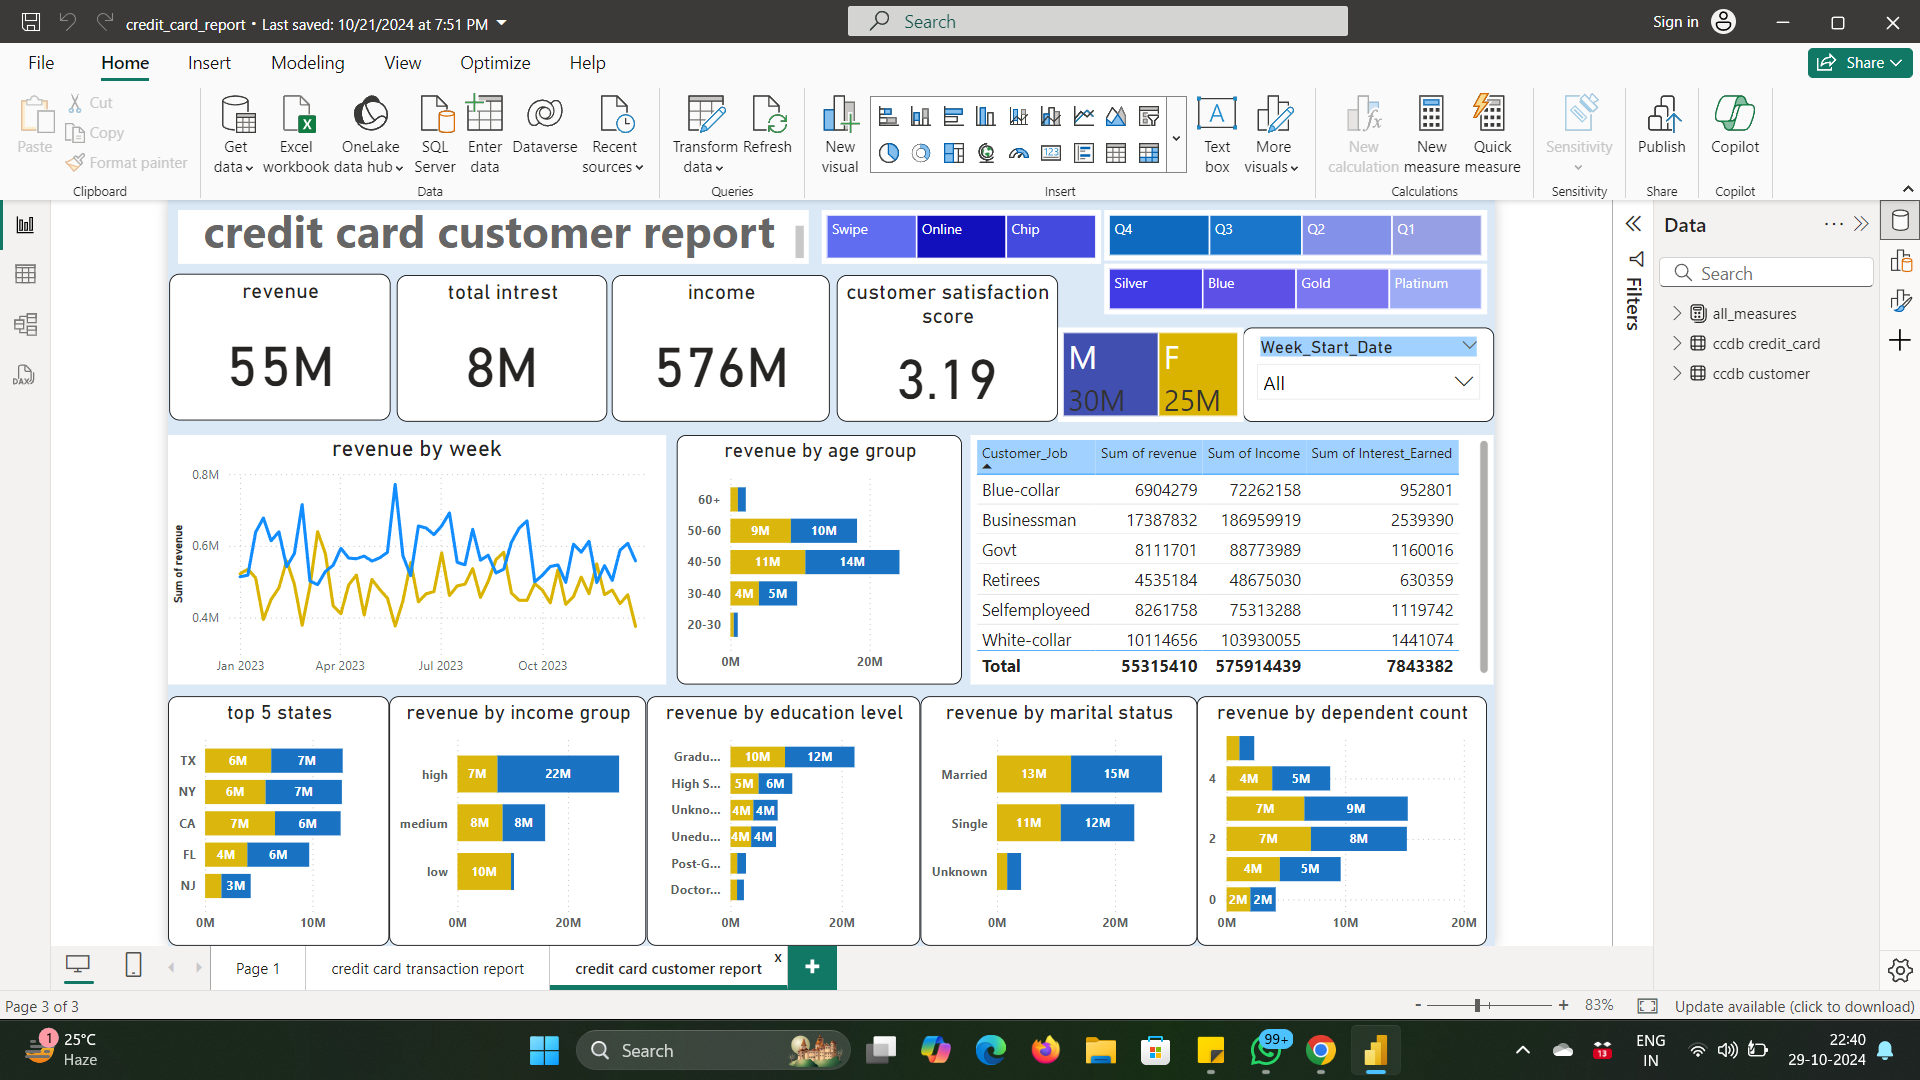 credit_card_report • Last saved: 10/21/2024 at 7:51 PM
Search
Sign in
File Home Insert Modeling View Optimize Help
Share
Paste
Cut
Copy
Format painter
Clipboard
Get data
Excel workbook
OneLake data hub
SQL Server
Enter data
Dataverse
Recent sources
Data
Transform data
Refresh
Queries
New visual
Text box
More visuals
Insert
New calculation
New measure
Quick measure
Calculations
Sensitivity
Sensitivity
Publish
Share
Copilot
Copilot
credit card customer report
Swipe Online Chip
Q4 Q3 Q2 Q1
Silver Blue Gold Platinum
revenue
55M
total intrest
8M
income
576M
customer satisfaction
score
3.19
M
30M
F
25M
Week_Start_Date
All
revenue by week
Sum of revenue
0.8M
0.6M
0.4M
Jan 2023 Apr 2023 Jul 2023 Oct 2023
revenue by age group
60+
50-60 9M 10M
40-50 11M 14M
30-40 4M 5M
20-30
0M 20M
Customer_Job Sum of revenue Sum of Income Sum of Interest_Earned
Blue-collar 6904279 72262158 952801
Businessman 17387832 186959919 2539390
Govt 8111701 88773989 1160016
Retirees 4535184 48675030 630359
Selfemployeed 8261758 75313288 1119742
White-collar 10114656 103930055 1441074
Total 55315410 575914439 7843382
top 5 states
TX 6M 7M
NY 6M 7M
CA 7M 6M
FL 4M 6M
NJ 3M
0M 10M
revenue by income group
high 7M 22M
medium 8M 8M
low 10M
0M 20M
revenue by education level
Gradu... 10M 12M
High S... 5M 6M
Unkno... 4M 4M
Unedu... 4M 4M
Post-G...
Doctor...
0M 20M
revenue by marital status
Married 13M 15M
Single 11M 12M
Unknown
0M 20M
revenue by dependent count
4 4M 5M
7M 9M
2 7M 8M
4M 5M
0 2M 2M
0M 10M 20M
Filters
Data
Search
all_measures
ccdb credit_card
ccdb customer
Page 1
credit card transaction report
credit card customer report
x
+
Page 3 of 3
- + 83%
Update available (click to download)
1
25°C
Haze
Search
99+
13
ENG
IN
22:40
29-10-2024
DAX
123